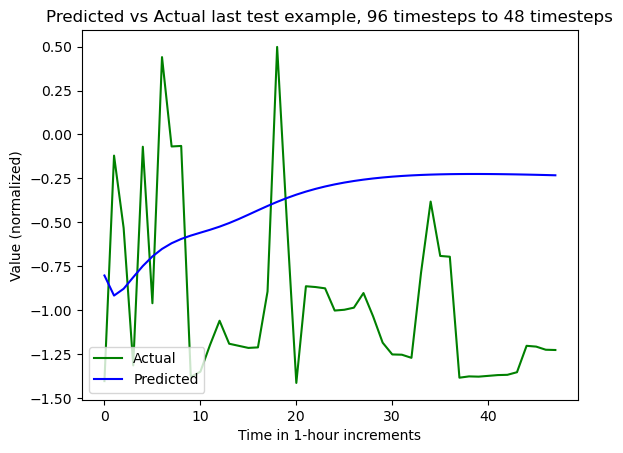 Predicted vs Actual last test example, 96 timesteps to 48 timesteps
Value (normalized)
0.50
0.25
0.00
−0.25
−0.50
−0.75
−1.00
−1.25
−1.50
Actual
Predicted
0 10 20 30 40
Time in 1-hour increments